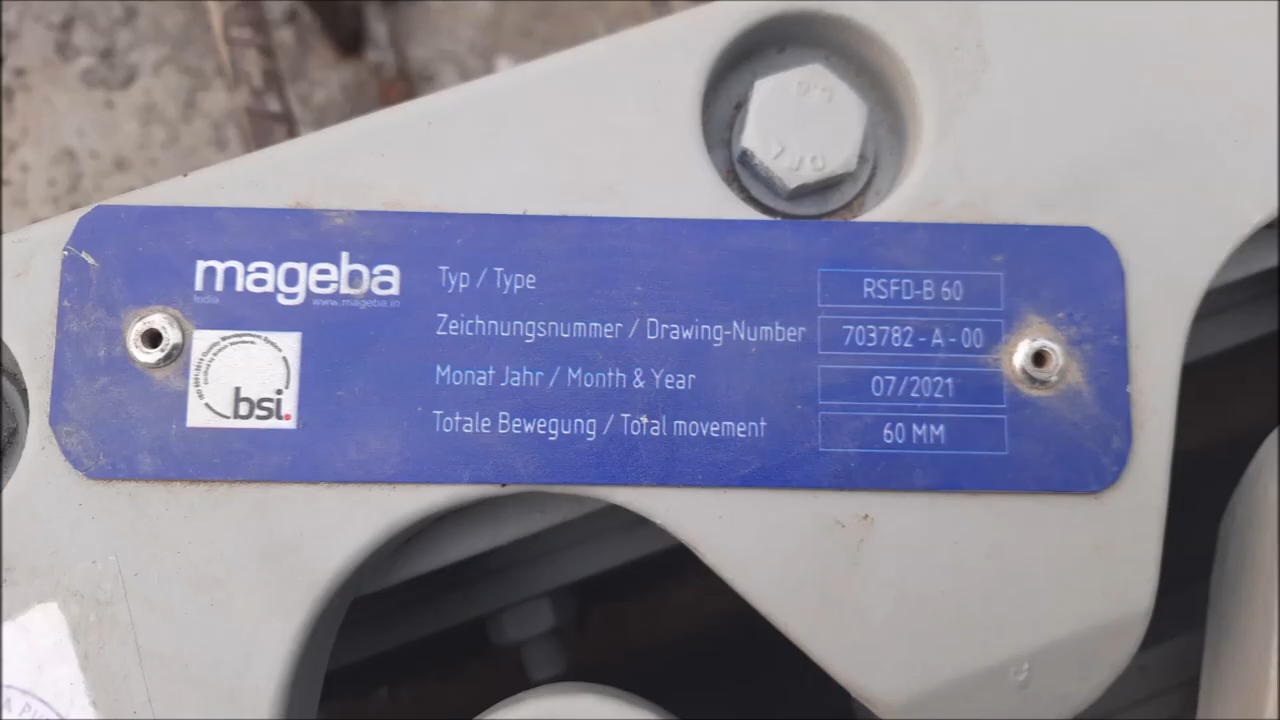 mageba
India
www.mageba.in
bsi.
Typ / Type
RSFD-B 60
Zeichnungsnummer / Drawing-Number
703782 - A - 00
Monat Jahr / Month & Year
07/2021
Totale Bewegung / Total movement
60 MM